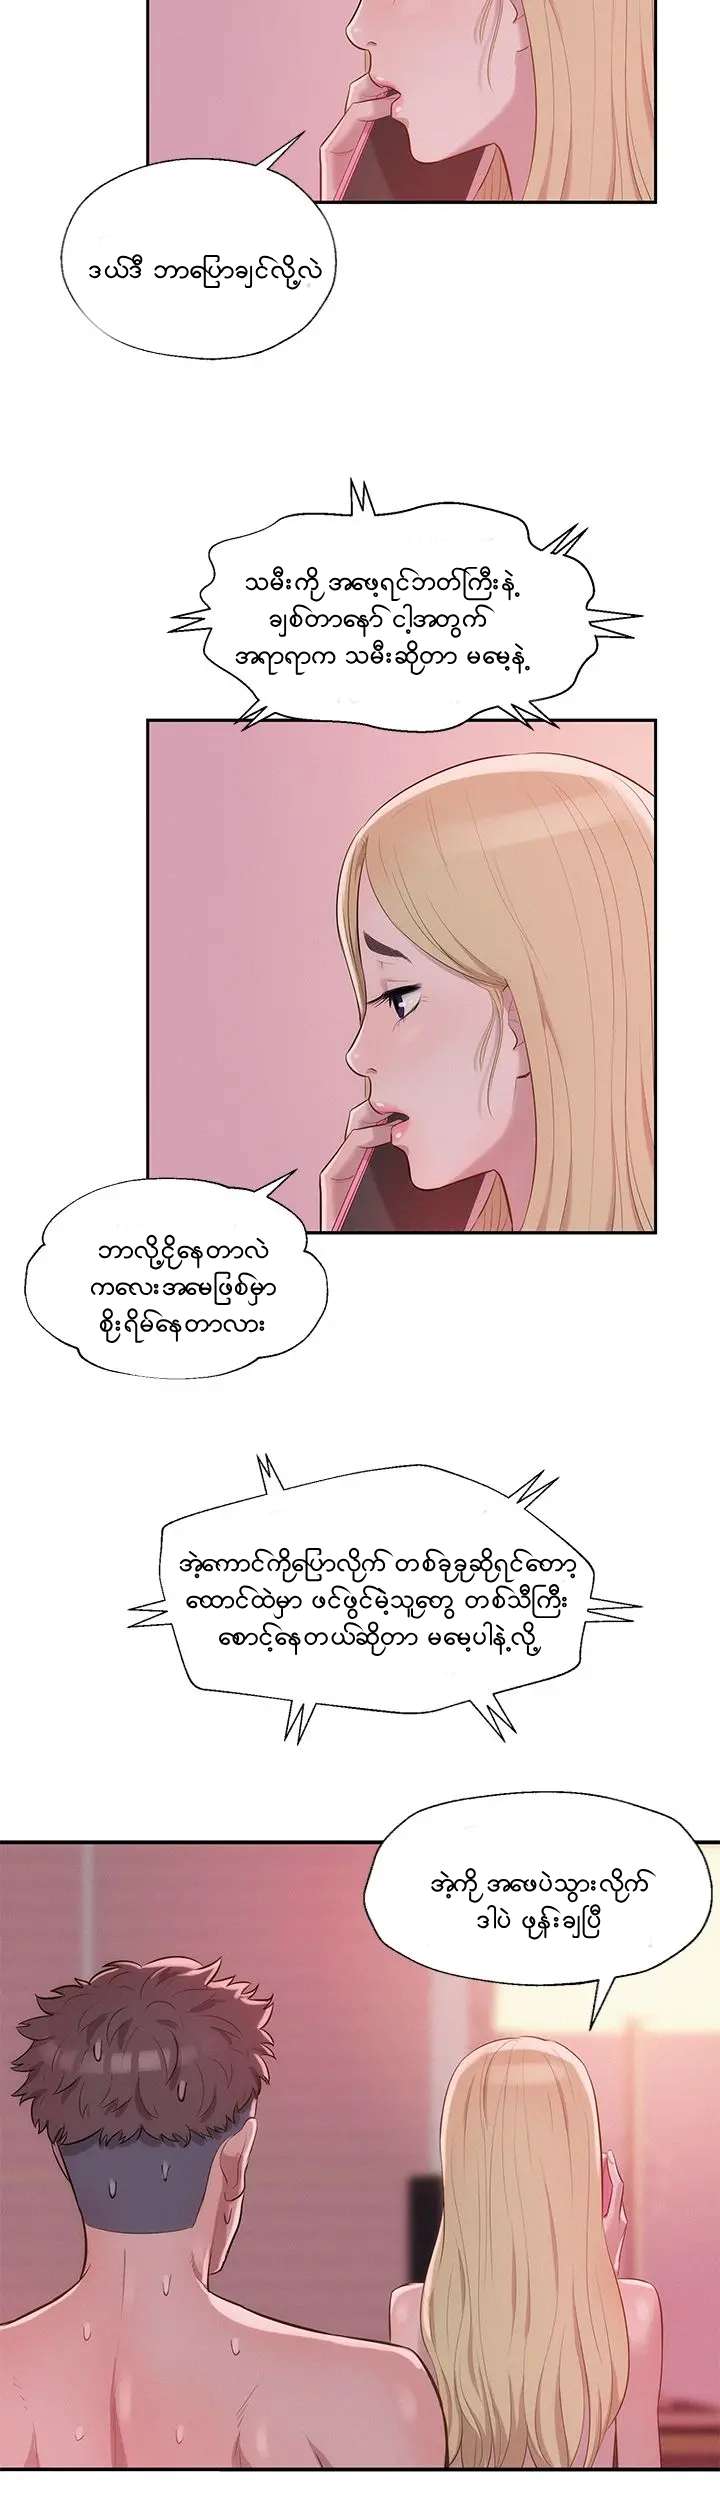 ဒယ်ဒီ ဘာပြောချင်လို့လဲ
သမီးကို အဖေ့ရင်ဘတ်ကြီးနဲ့
ချစ်တာနော် ငါ့အတွက်
အရာရာက သမီးဆိုတာ မမေ့နဲ့
ဘာလို့ငိုနေတာလဲ
ကလေးအမေဖြစ်မှာ
စိုးရိမ်နေတာလား
အဲ့ကောင်ကိုပြောလိုက် တစ်ခုခုဆိုရင်တော့
ထောင်ထဲမှာ ဖင်ဖွင့်မဲ့သူတွေ တစ်သီကြီး
စောင့်နေတယ်ဆိုတာ မမေ့ပါနဲ့လို့
အဲ့ကို အဖေပဲသွားလိုက်
ဒါပဲ ဖုန်းချပြီ